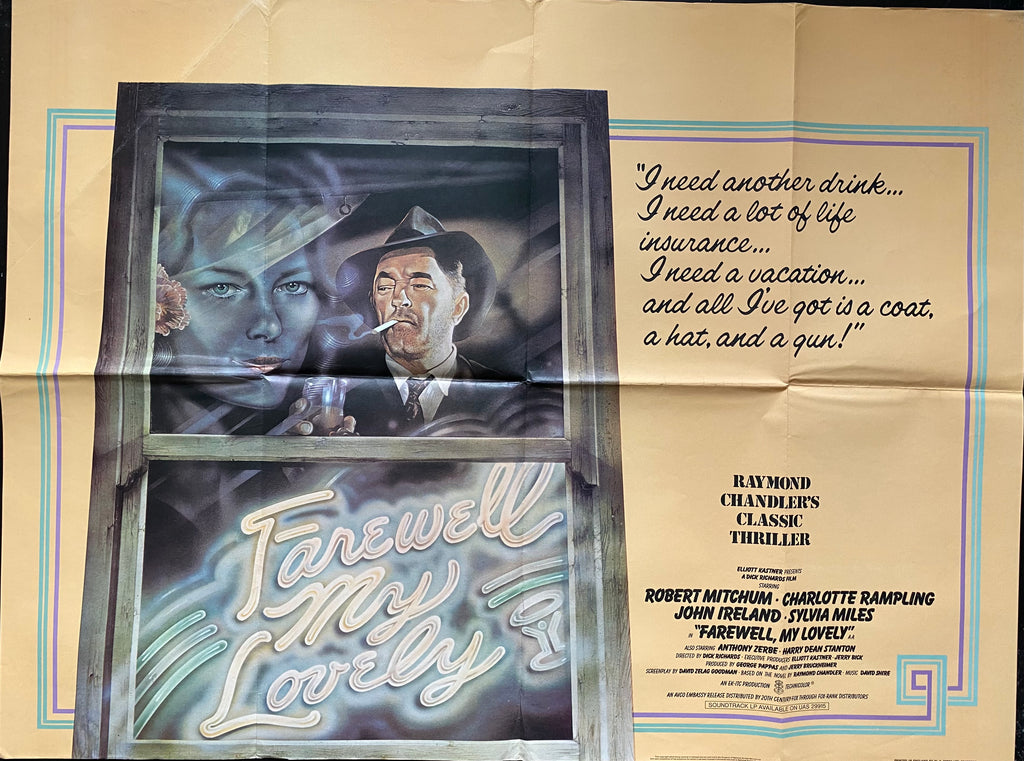 Farewell
My
Lovely
"I need another drink...
I need a lot of life
insurance...
I need a vacation...
and all I've got is a coat,
a hat, and a gun!"
RAYMOND
CHANDLER'S
CLASSIC
THRILLER
ELLIOTT KASTNER PRESENTS
A DICK RICHARDS FILM
STARRING
ROBERT MITCHUM · CHARLOTTE RAMPLING
JOHN IRELAND · SYLVIA MILES
IN "FAREWELL, MY LOVELY" AA
ALSO STARRING ANTHONY ZERBE · HARRY DEAN STANTON
DIRECTED BY DICK RICHARDS · EXECUTIVE PRODUCERS ELLIOTT KASTNER · JERRY BICK
PRODUCED BY GEORGE PAPPAS AND JERRY BRUCKHEIMER
SCREENPLAY BY DAVID ZELAG GOODMAN · BASED ON THE NOVEL BY RAYMOND CHANDLER · MUSIC DAVID SHIRE
AN EK-ITC PRODUCTION TECHNICOLOR®
AN AVCO EMBASSY RELEASE DISTRIBUTED BY 20TH CENTURY-FOX THROUGH FOX-RANK DISTRIBUTORS
SOUNDTRACK LP AVAILABLE ON UAS 29915